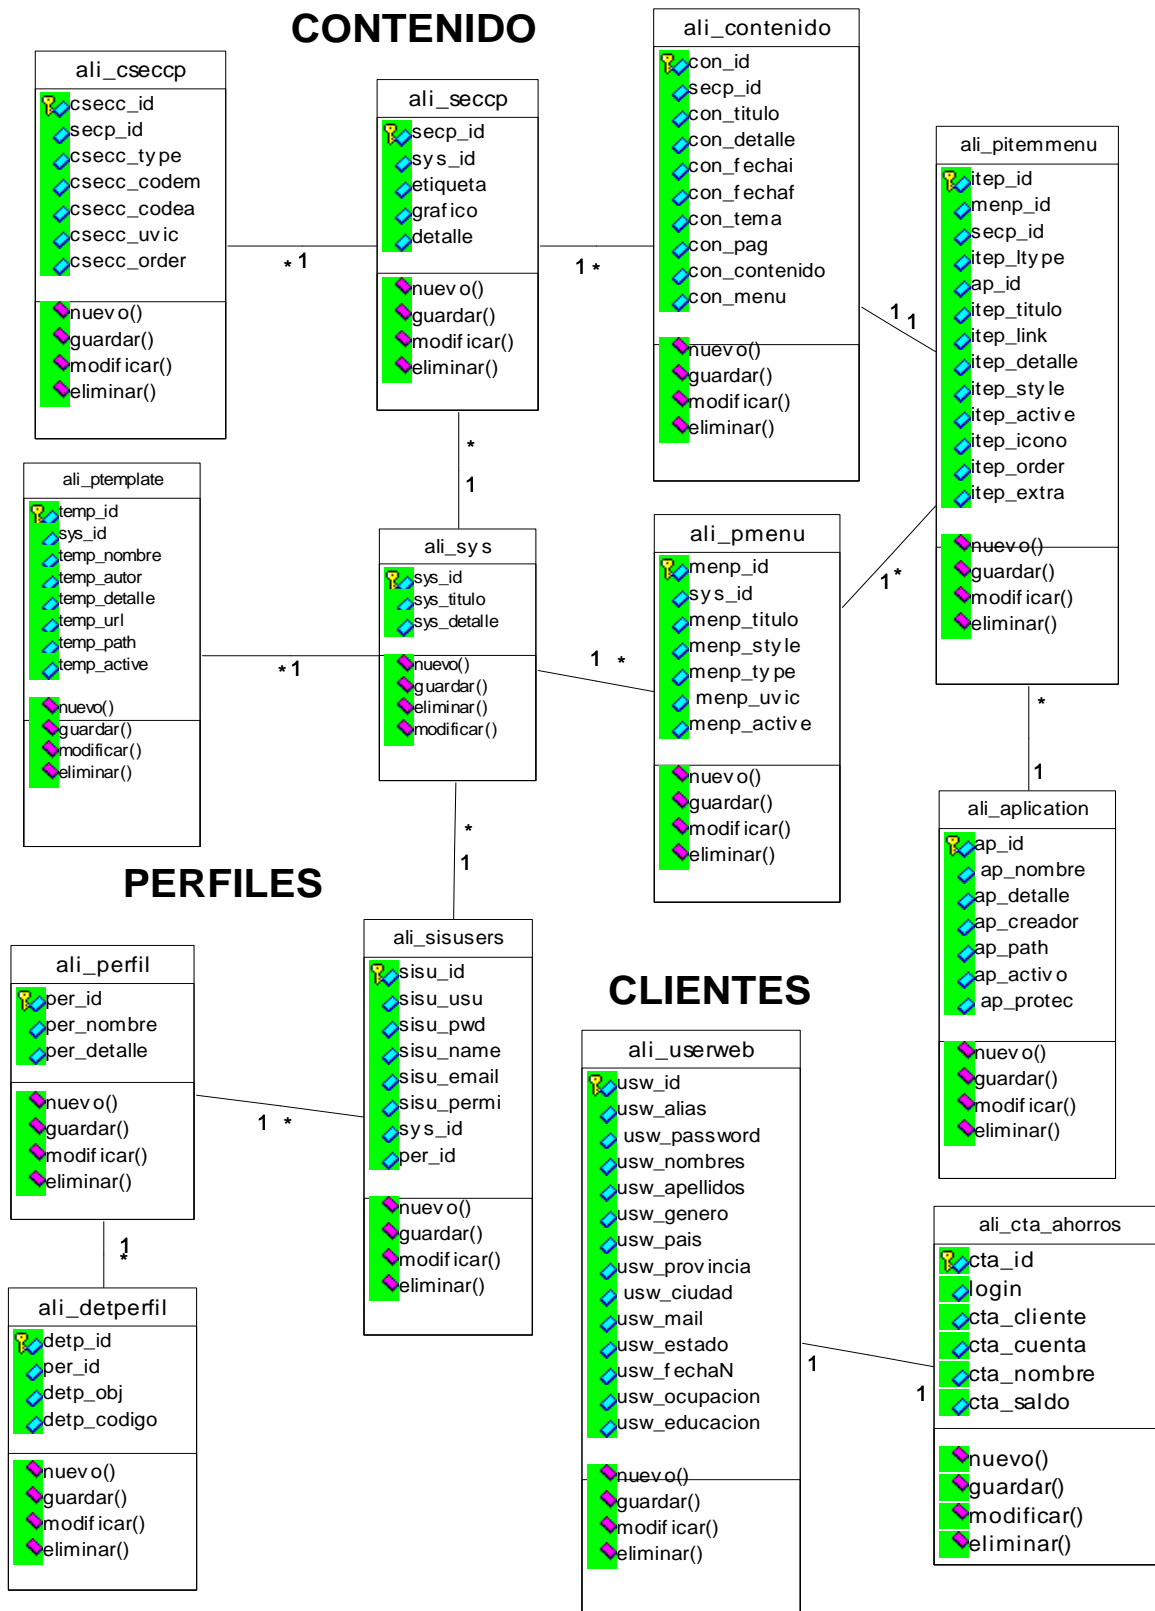 CONTENIDO
ali_cseccp
csecc_id
secp_id
csecc_type
csecc_codem
csecc_codea
csecc_uvic
csecc_order
nuevo()
guardar()
modificar()
eliminar()
* 1
ali_seccp
secp_id
sys_id
etiqueta
grafico
detalle
nuevo()
guardar()
modificar()
eliminar()
1 *
ali_contenido
con_id
secp_id
con_titulo
con_detalle
con_fechai
con_fechaf
con_tema
con_pag
con_contenido
con_menu
nuevo()
guardar()
modificar()
eliminar()
1 1
ali_pitemmenu
itep_id
menp_id
secp_id
itep_ltype
ap_id
itep_titulo
itep_link
itep_detalle
itep_style
itep_active
itep_icono
itep_order
itep_extra
nuevo()
guardar()
modificar()
eliminar()
*
1
ali_ptemplate
temp_id
sys_id
temp_nombre
temp_autor
temp_detalle
temp_url
temp_path
temp_active
nuevo()
guardar()
modificar()
eliminar()
* 1
*
1
ali_sys
sys_id
sys_titulo
sys_detalle
nuevo()
guardar()
eliminar()
modificar()
1 *
ali_pmenu
menp_id
sys_id
menp_titulo
menp_style
menp_type
menp_uvic
menp_active
nuevo()
guardar()
modificar()
eliminar()
1 *
ali_aplication
ap_id
ap_nombre
ap_detalle
ap_creador
ap_path
ap_activo
ap_protec
nuevo()
guardar()
modificar()
eliminar()
*
1
PERFILES
ali_perfil
per_id
per_nombre
per_detalle
nuevo()
guardar()
modificar()
eliminar()
1 *
1
*
ali_sisusers
sisu_id
sisu_usu
sisu_pwd
sisu_name
sisu_email
sisu_permi
sys_id
per_id
nuevo()
guardar()
modificar()
eliminar()
ali_detperfil
detp_id
per_id
detp_obj
detp_codigo
nuevo()
guardar()
modificar()
eliminar()
CLIENTES
ali_userweb
usw_id
usw_alias
usw_password
usw_nombres
usw_apellidos
usw_genero
usw_pais
usw_provincia
usw_ciudad
usw_mail
usw_estado
usw_fechaN
usw_ocupacion
usw_educacion
nuevo()
guardar()
modificar()
eliminar()
1
1
ali_cta_ahorros
cta_id
login
cta_cliente
cta_cuenta
cta_nombre
cta_saldo
nuevo()
guardar()
modificar()
eliminar()